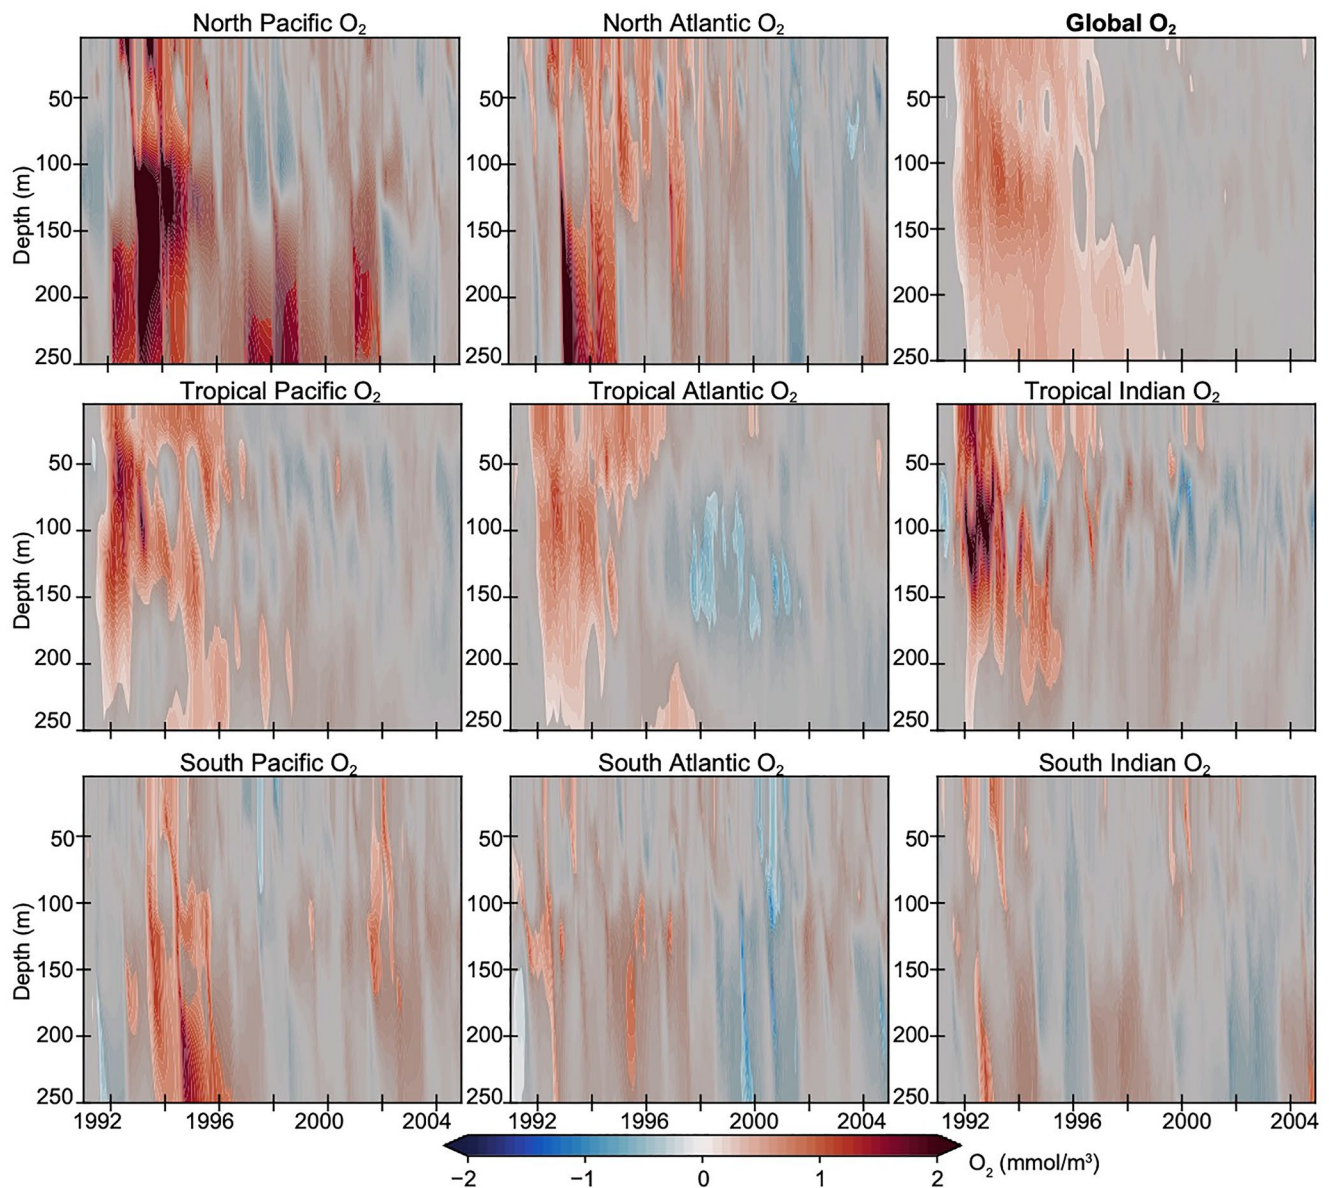 North Pacific O₂ North Atlantic O₂ Global O₂
50 50 50
100 100 100
150 150 150
200 200 200
250 250 250
Depth (m)
Tropical Pacific O₂ Tropical Atlantic O₂ Tropical Indian O₂
50 50 50
100 100 100
150 150 150
200 200 200
250 250 250
Depth (m)
South Pacific O₂ South Atlantic O₂ South Indian O₂
50 50 50
100 100 100
150 150 150
200 200 200
250 250 250
Depth (m)
1992 1996 2000 2004 1992 1996 2000 2004 1992 1996 2000 2004
−2 −1 0 1 2
O₂ (mmol/m³)